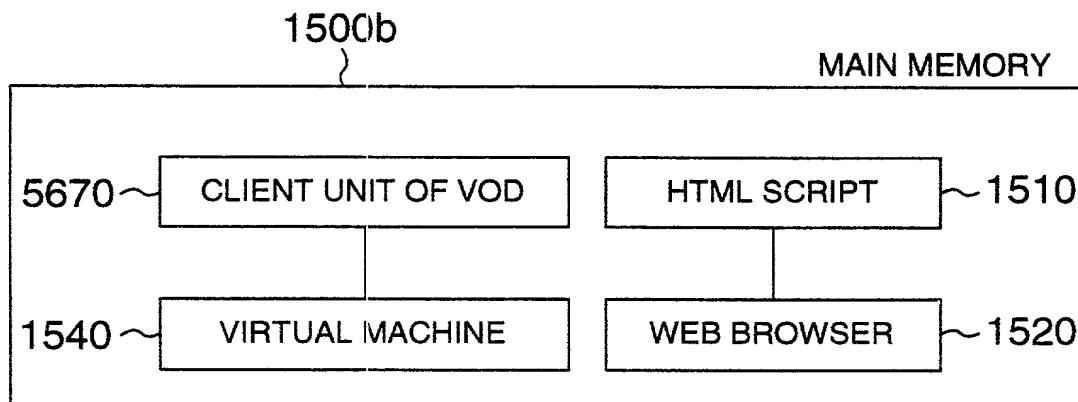 1500b
MAIN MEMORY
5670 CLIENT UNIT OF VOD HTML SCRIPT 1510
1540 VIRTUAL MACHINE WEB BROWSER 1520